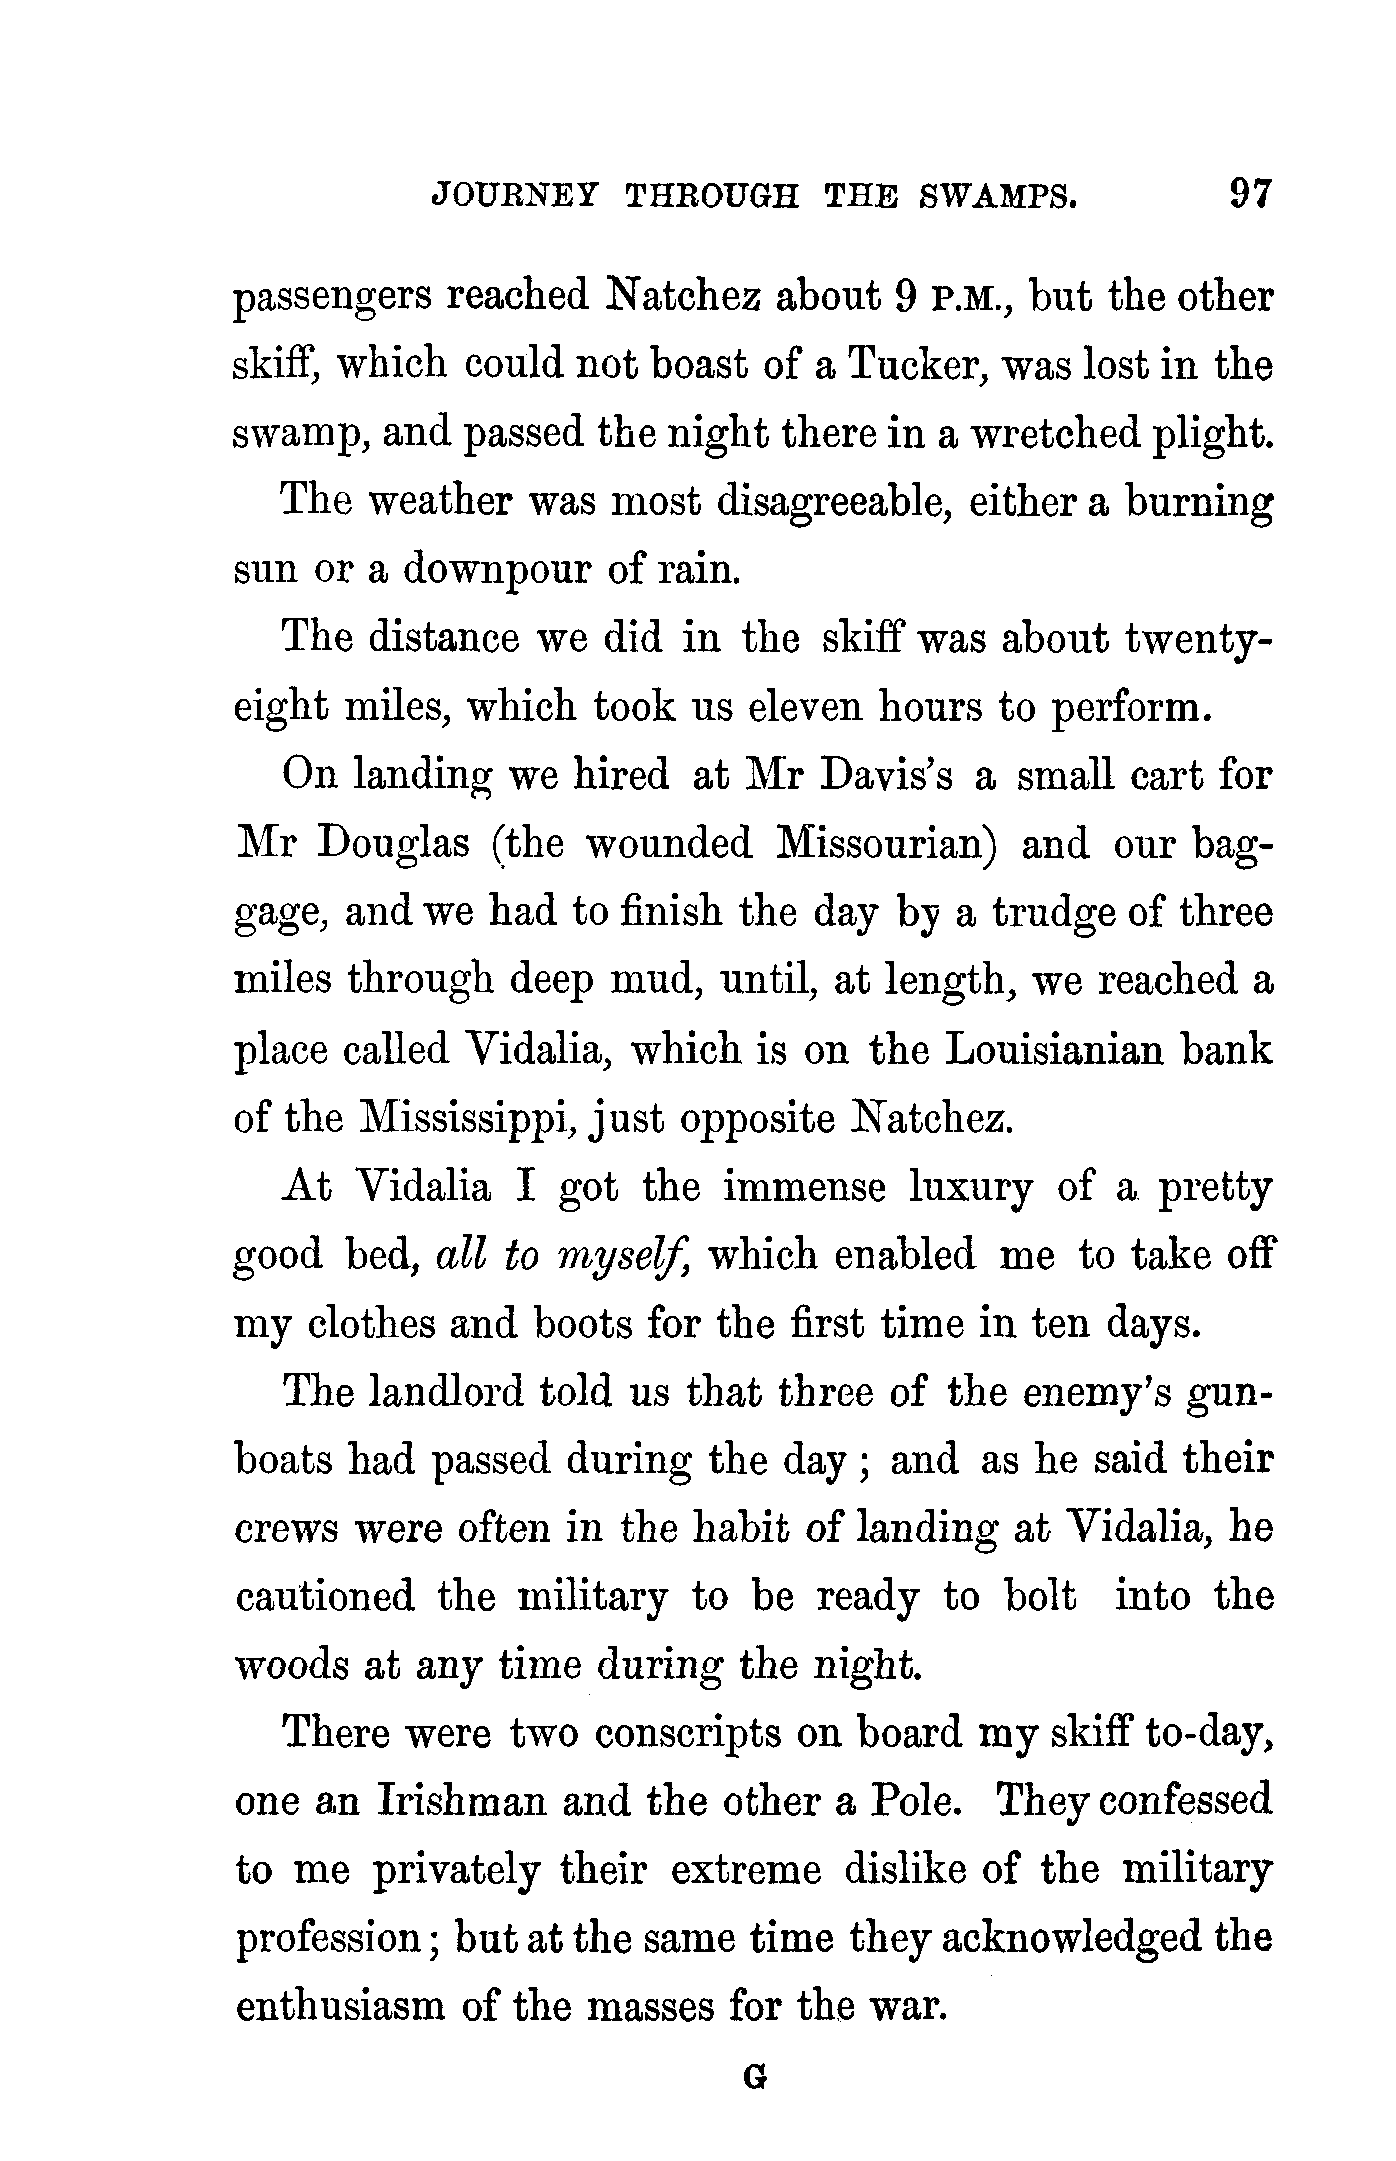 JOURNEY THROUGH THE SWAMPS. 97
passengers reached Natchez about 9 P.M., but the other
skiff, which could not boast of a Tucker, was lost in the
swamp, and passed the night there in a wretched plight.
The weather was most disagreeable, either a burning
sun or a downpour of rain.
The distance we did in the skiff was about twenty-
eight miles, which took us eleven hours to perform.
On landing we hired at Mr Davis's a small cart for
Mr Douglas (the wounded Missourian) and our bag-
gage, and we had to finish the day by a trudge of three
miles through deep mud, until, at length, we reached a
place called Vidalia, which is on the Louisianian bank
of the Mississippi, just opposite Natchez.
At Vidalia I got the immense luxury of a pretty
good bed, all to myself, which enabled me to take off
my clothes and boots for the first time in ten days.
The landlord told us that three of the enemy's gun-
boats had passed during the day ; and as he said their
crews were often in the habit of landing at Vidalia, he
cautioned the military to be ready to bolt into the
woods at any time during the night.
There were two conscripts on board my skiff to-day,
one an Irishman and the other a Pole. They confessed
to me privately their extreme dislike of the military
profession ; but at the same time they acknowledged the
enthusiasm of the masses for the war.
G